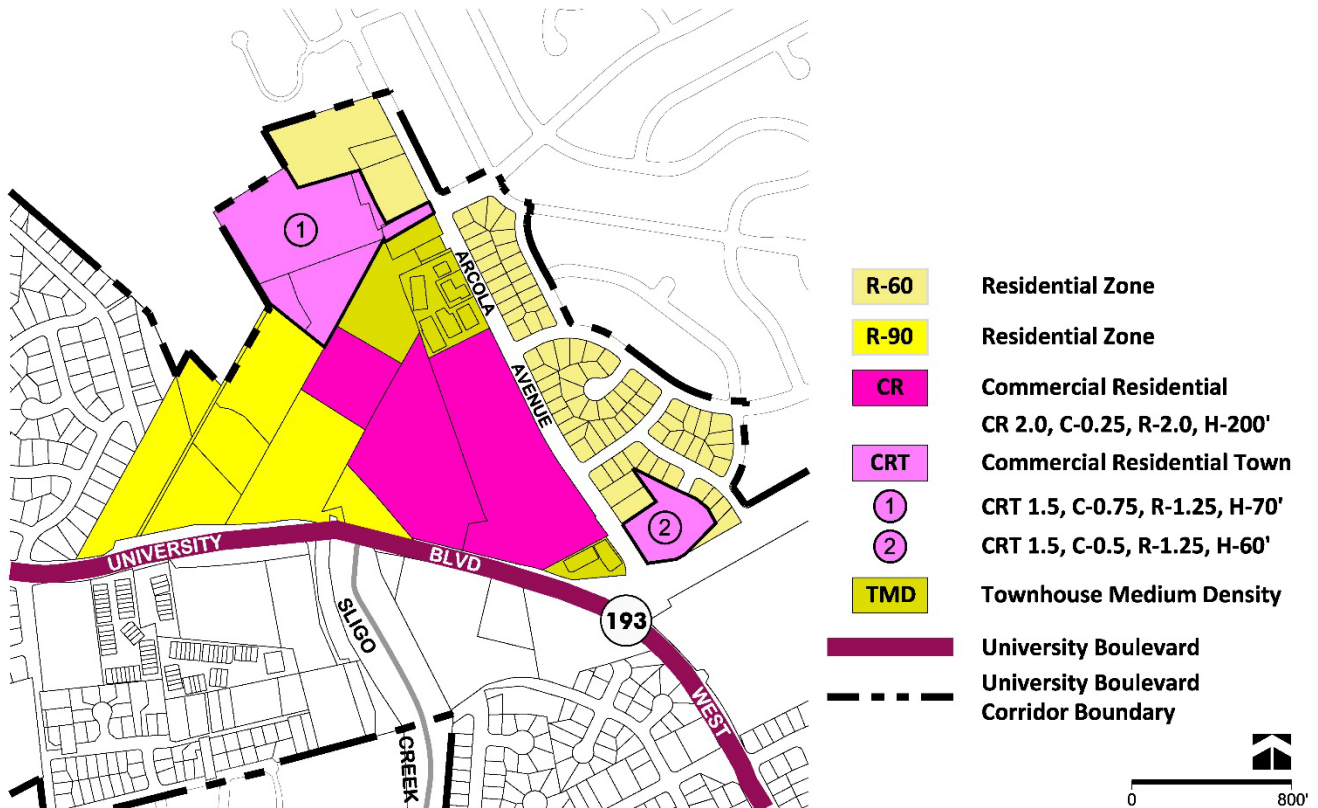 1
ARCOLA
AVENUE
2
UNIVERSITY
BLVD
193
WEST
SLIGO
CREEK
R-60 Residential Zone
R-90 Residential Zone
CR Commercial Residential
CR 2.0, C-0.25, R-2.0, H-200'
CRT Commercial Residential Town
1 CRT 1.5, C-0.75, R-1.25, H-70'
2 CRT 1.5, C-0.5, R-1.25, H-60'
TMD Townhouse Medium Density
University Boulevard
University Boulevard
Corridor Boundary
0 800'